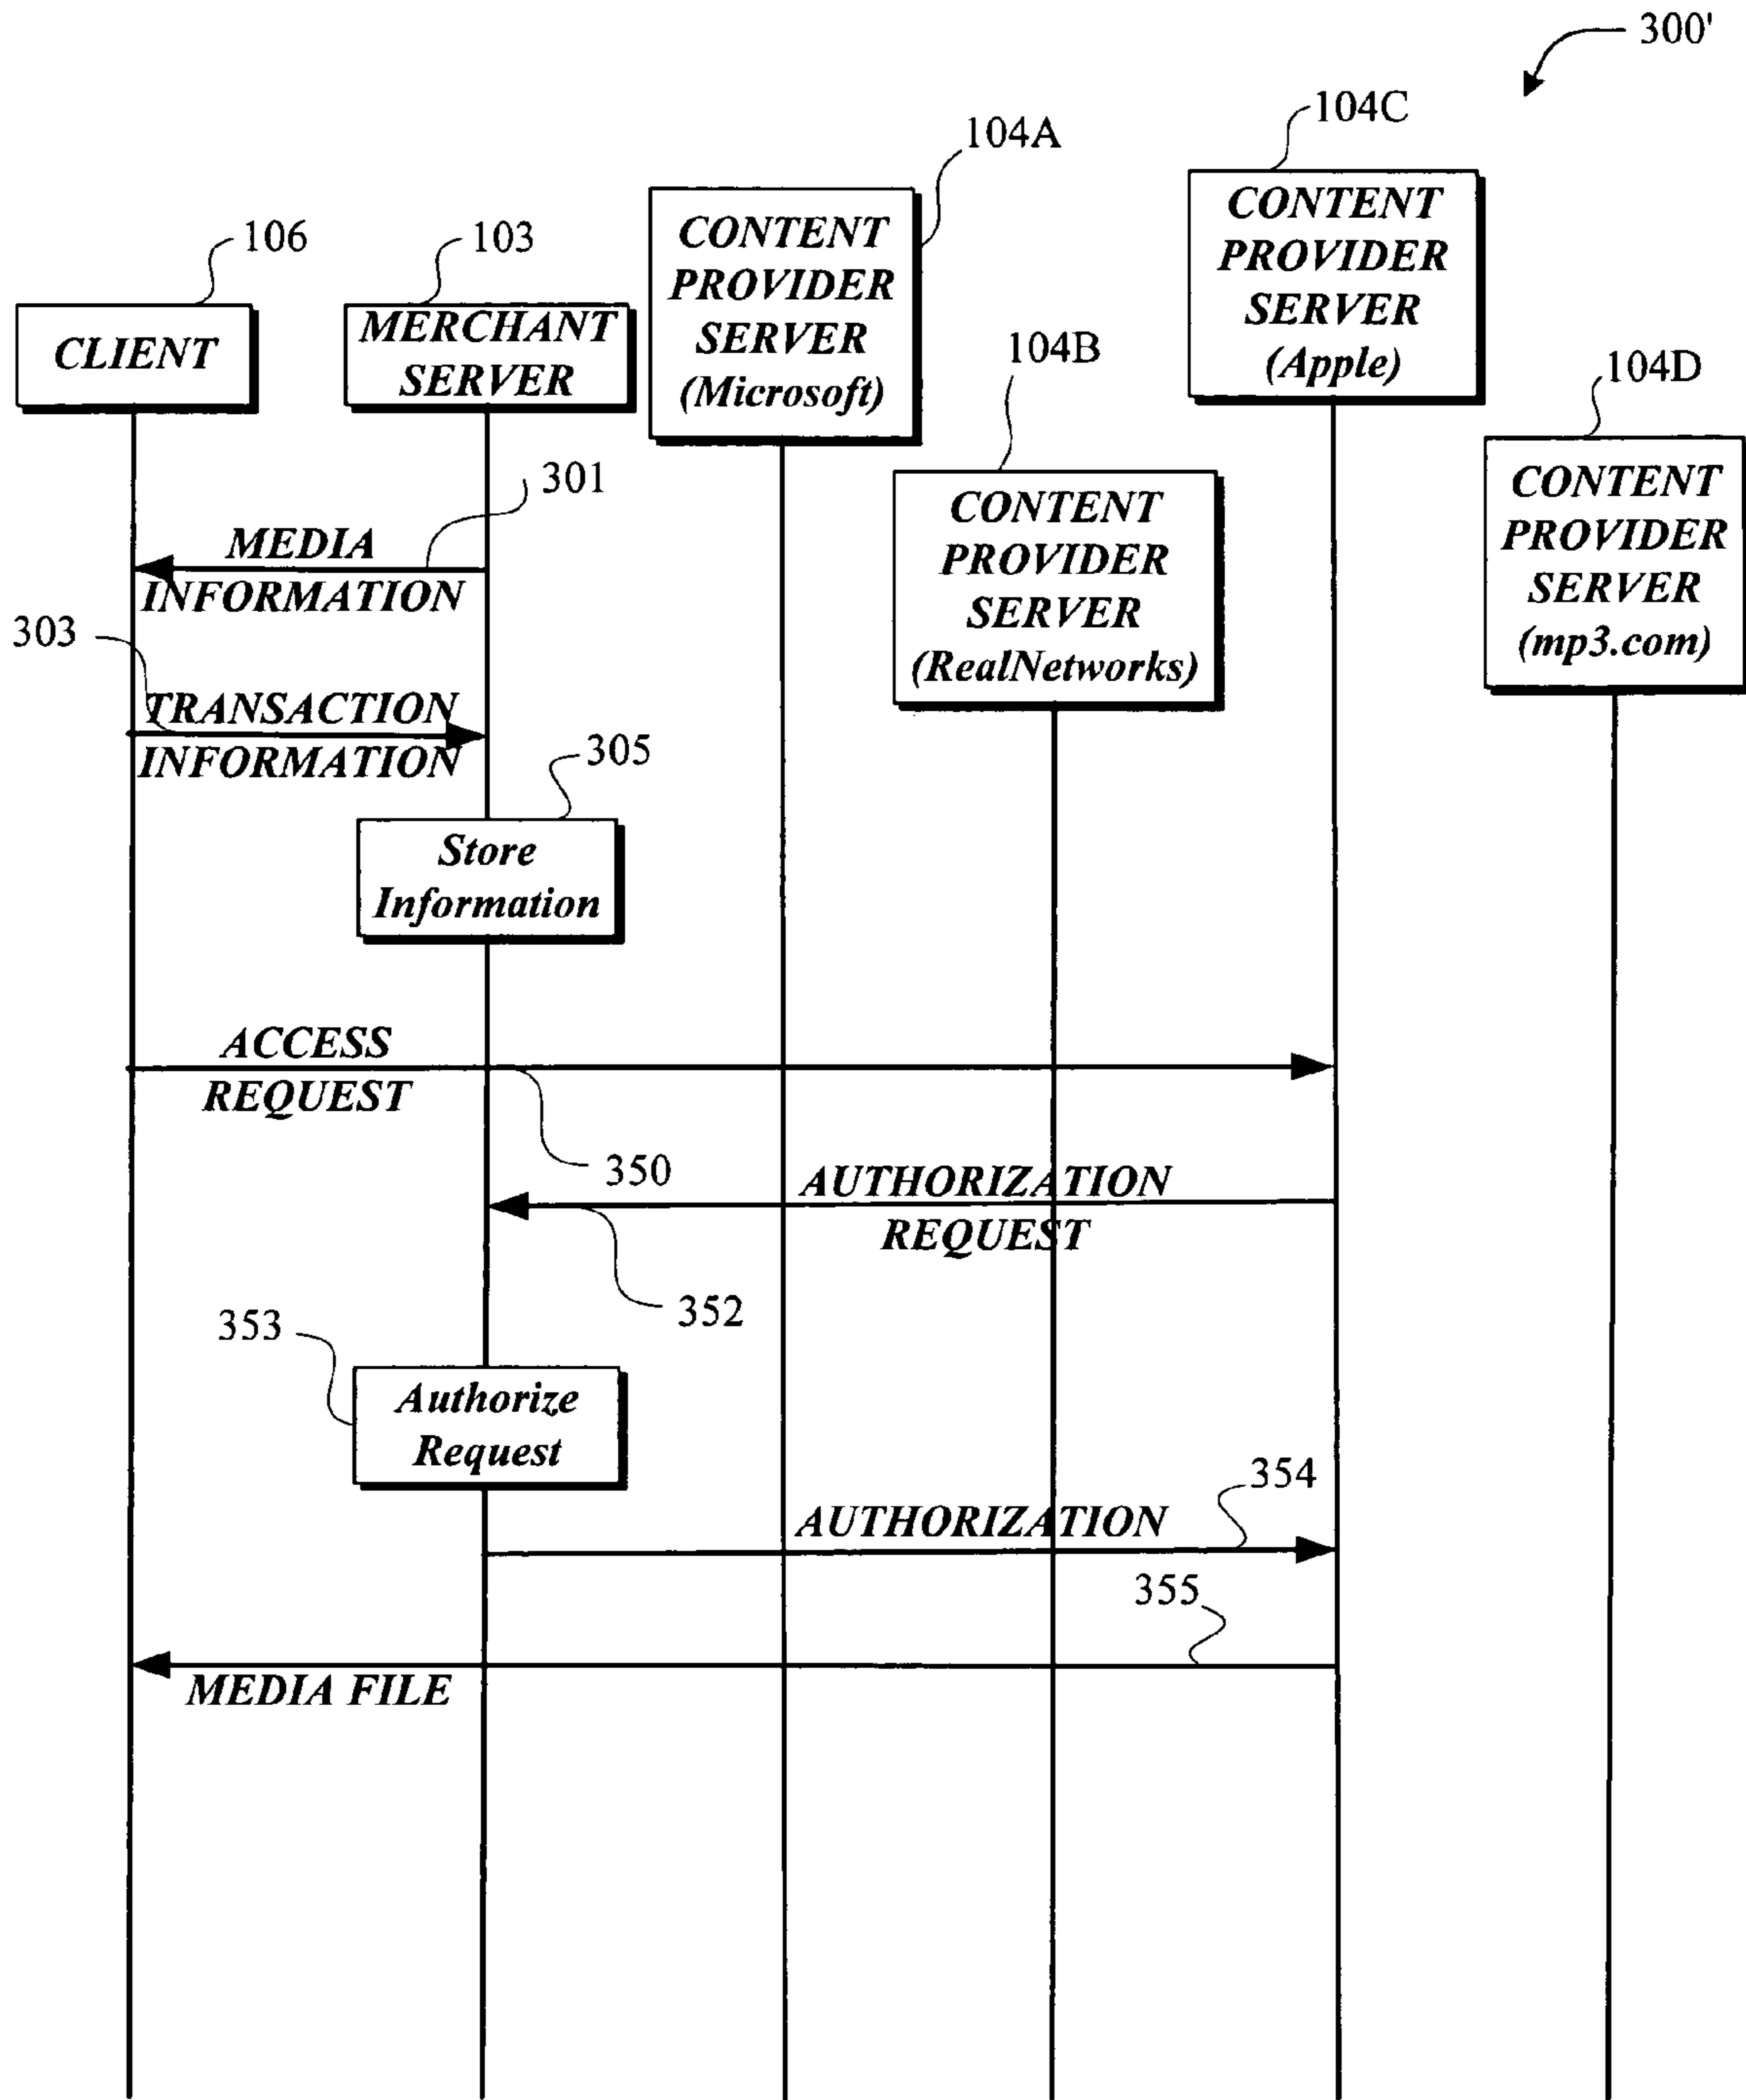 300'
104C
104A
106
103
CONTENT
PROVIDER
SERVER
(Apple)
CONTENT
PROVIDER
SERVER
(Microsoft)
CLIENT
MERCHANT
SERVER
104B
104D
301
CONTENT
PROVIDER
SERVER
(RealNetworks)
CONTENT
PROVIDER
SERVER
(mp3.com)
MEDIA
INFORMATION
303
TRANSACTION
INFORMATION
305
Store
Information
ACCESS
REQUEST
350
AUTHORIZATION
REQUEST
352
353
Authorize
Request
354
AUTHORIZATION
355
MEDIA FILE